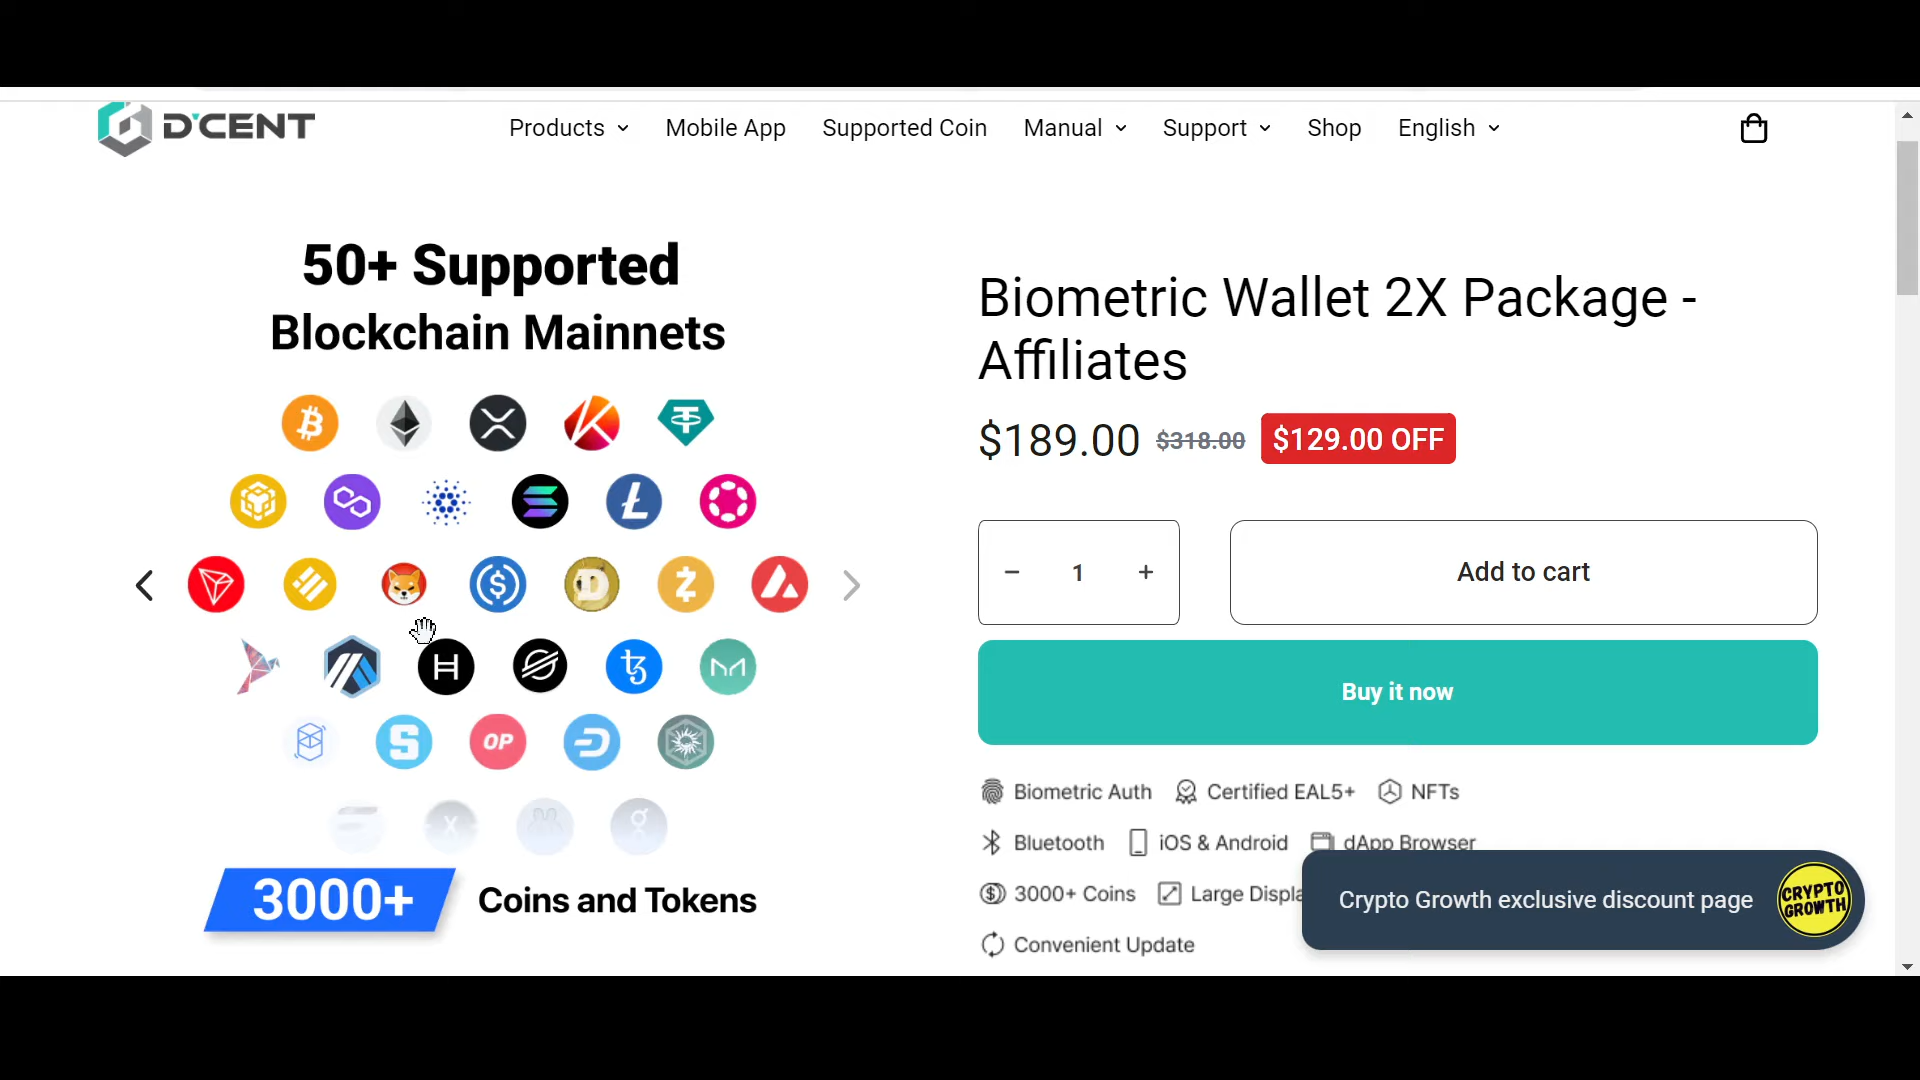 D'CENT
Products
Mobile App
Supported Coin
Manual
Support
Shop
English
50+ Supported
Blockchain Mainnets
OP
3000+ Coins and Tokens
Biometric Wallet 2X Package -
Affiliates
$189.00 $318.00 $129.00 OFF
− 1 +
Add to cart
Buy it now
Biometric Auth Certified EAL5+ NFTs
Bluetooth iOS & Android dApp Browser
3000+ Coins Large Displa
Convenient Update
Crypto Growth exclusive discount page
CRYPTO
GROWTH